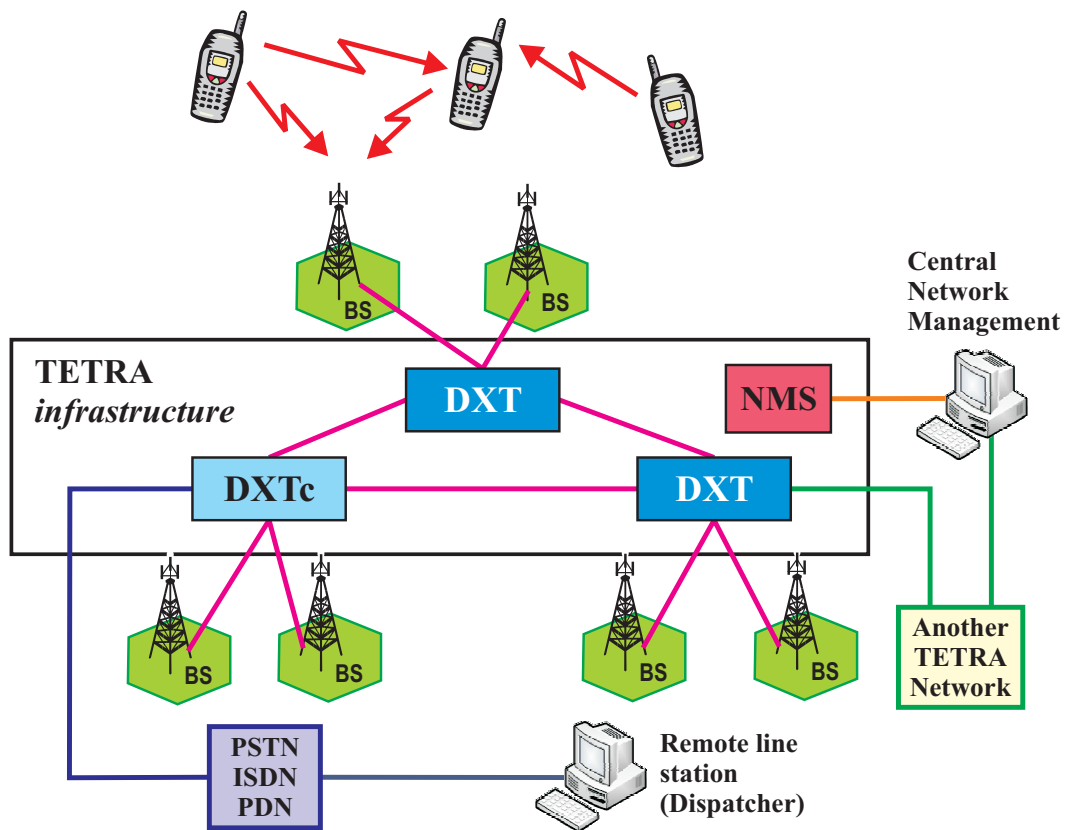 BS
BS
Central
Network
Management
TETRA
infrastructure
DXT
NMS
DXTc
DXT
BS
BS
BS
BS
Another
TETRA
Network
PSTN
ISDN
PDN
Remote line
station
(Dispatcher)